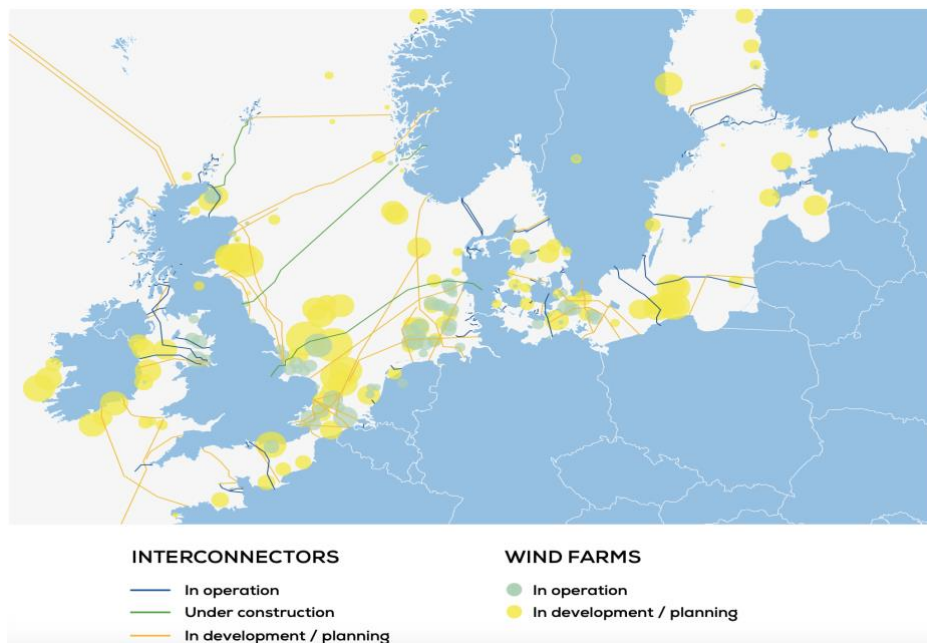 INTERCONNECTORS
In operation
Under construction
In development / planning
WIND FARMS
In operation
In development / planning